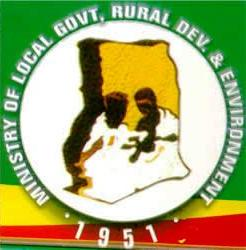 MINISTRY OF LOCAL GOVT, RURAL DEV. & ENVIRONMENT
· 1951 ·